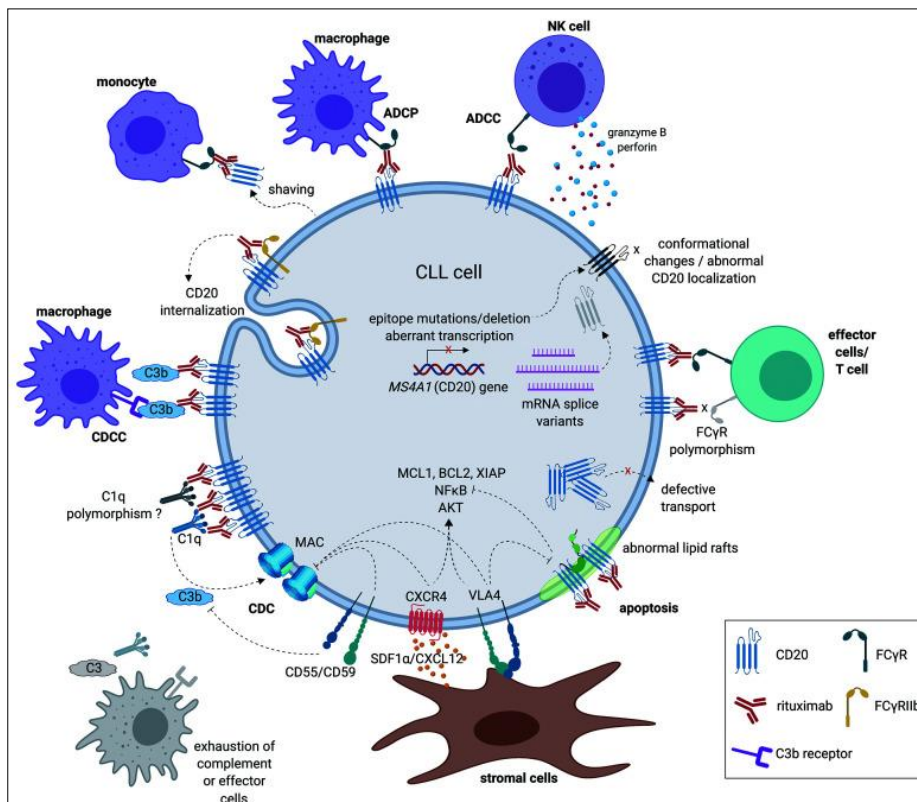 macrophage
NK cell
monocyte
ADCP
ADCC
granzyme B
perforin
shaving
conformational
changes / abnormal
CD20 localization
x
CLL cell
CD20
internalization
epitope mutations/deletion
aberrant transcription
x
MS4A1 (CD20) gene
mRNA splice
variants
macrophage
C3b
C3b
CDCC
effector
cells/
T cell
x
FCγR
polymorphism
C1q
polymorphism ?
C1q
MCL1, BCL2, XIAP
NFκB
AKT
x
defective
transport
MAC
abnormal lipid rafts
C3b
CDC
CXCR4
VLA4
apoptosis
CD55/CD59
SDF1α/CXCL12
C3
exhaustion of
complement
or effector
cells
stromal cells
CD20
FCγR
rituximab
FCγRIIb
C3b receptor